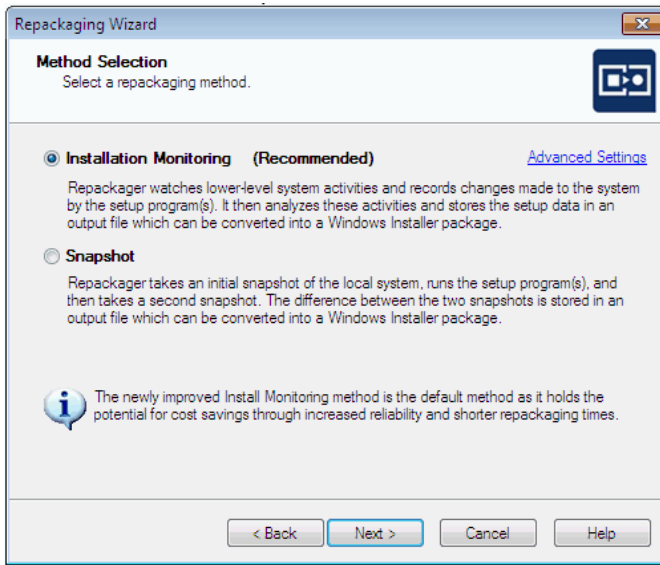 Repackaging Wizard
Method Selection
Select a repackaging method.
Installation Monitoring (Recommended) Advanced Settings
Repackager watches lower-level system activities and records changes made to the system
by the setup program(s). It then analyzes these activities and stores the setup data in an
output file which can be converted into a Windows Installer package.
Snapshot
Repackager takes an initial snapshot of the local system, runs the setup program(s), and
then takes a second snapshot. The difference between the two snapshots is stored in an
output file which can be converted into a Windows Installer package.
The newly improved Install Monitoring method is the default method as it holds the
potential for cost savings through increased reliability and shorter repackaging times.
< Back Next > Cancel Help